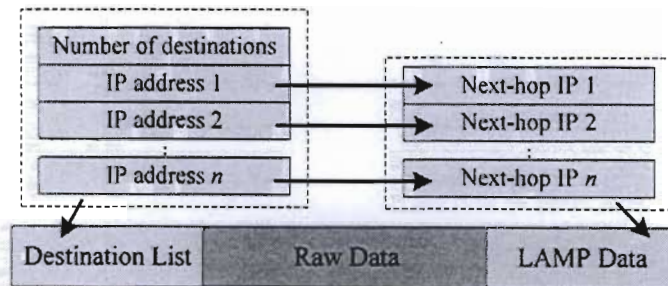 Number of destinations
IP address 1
IP address 2
IP address n
Next-hop IP 1
Next-hop IP 2
Next-hop IP n
Destination List
Raw Data
LAMP Data